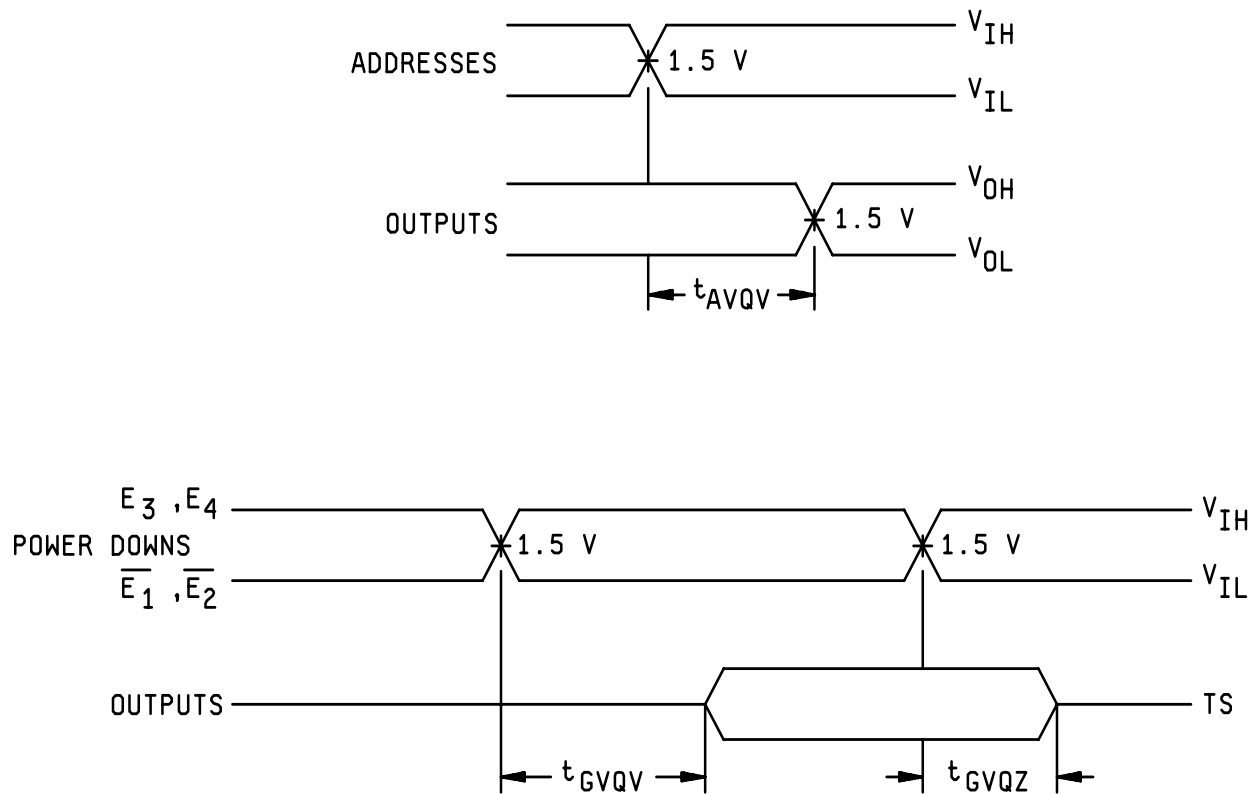 V_IH
ADDRESSES 1.5 V
V_IL
V_OH
OUTPUTS 1.5 V
V_OL
t_AVQV
E_3 ,E_4 V_IH
POWER DOWNS 1.5 V 1.5 V
E̅_1 ,E̅_2 V_IL
OUTPUTS TS
t_GVQV t_GVQZ